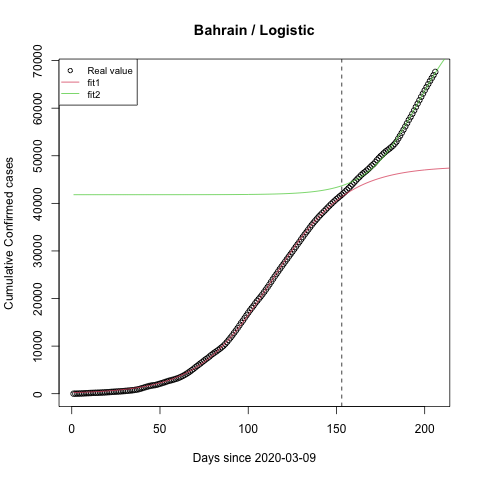 Bahrain / Logistic
Real value
fit1
fit2
Cumulative Confirmed cases
70000
60000
50000
40000
30000
20000
10000
0
0 50 100 150 200
Days since 2020-03-09